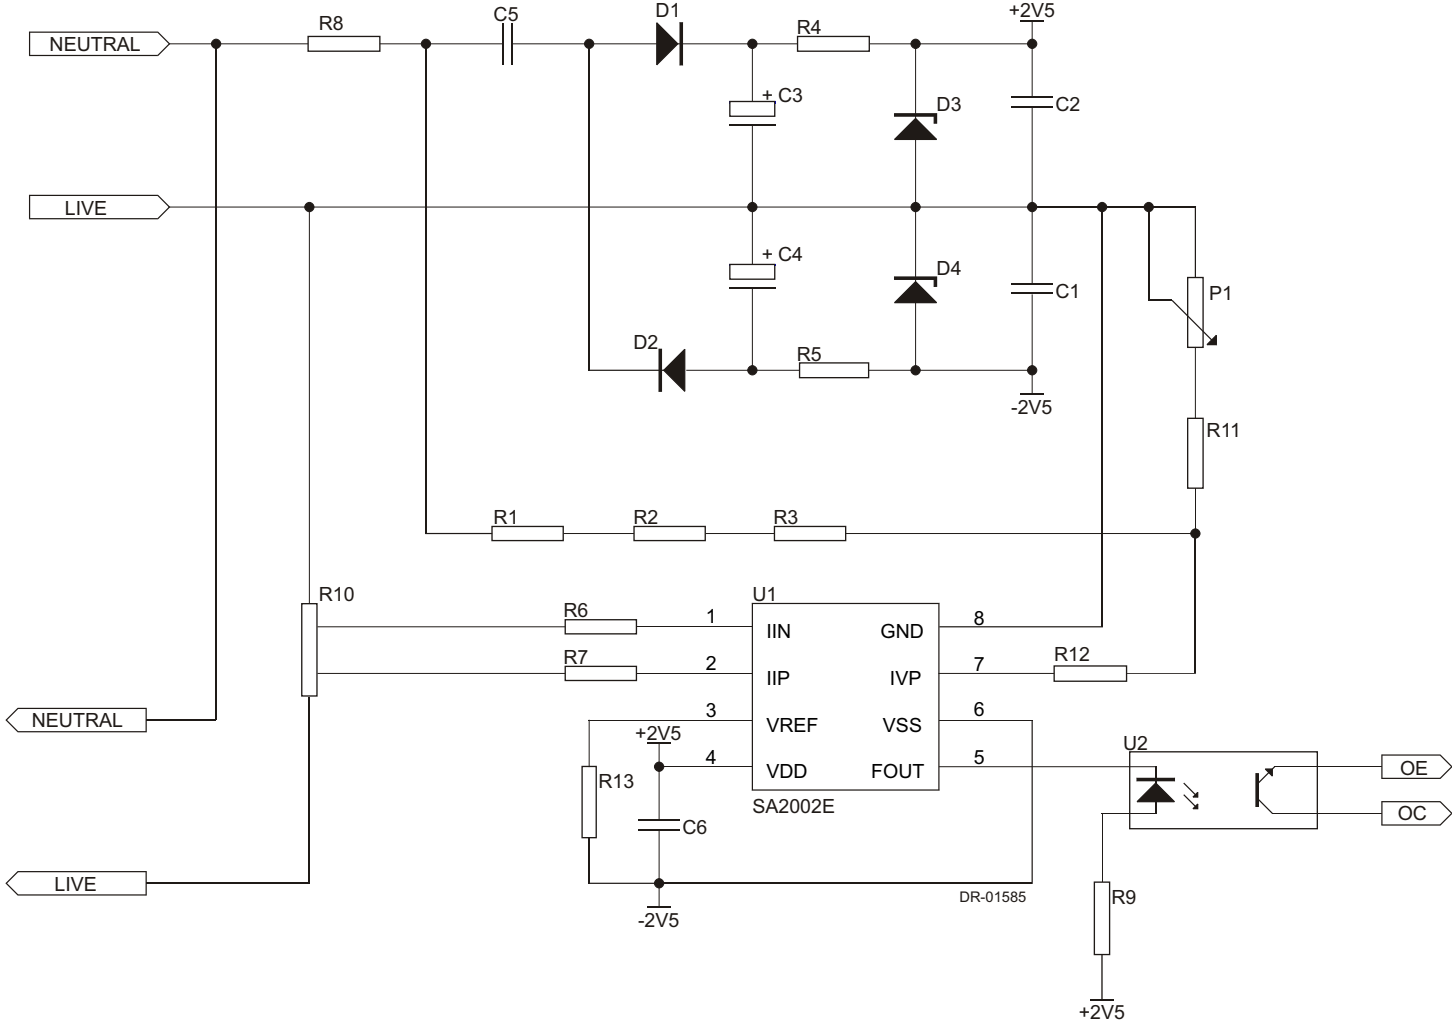 NEUTRAL
R8
C5
D1
R4
+2V5
+ C3
D3
C2
LIVE
+ C4
D4
C1
P1
D2
R5
-2V5
R11
R1
R2
R3
R10
U1
R6
1
IIN
GND
8
R7
2
IIP
IVP
7
R12
NEUTRAL
3
VREF
VSS
6
+2V5
4
VDD
FOUT
5
U2
OE
R13
SA2002E
C6
OC
LIVE
DR-01585
R9
-2V5
+2V5